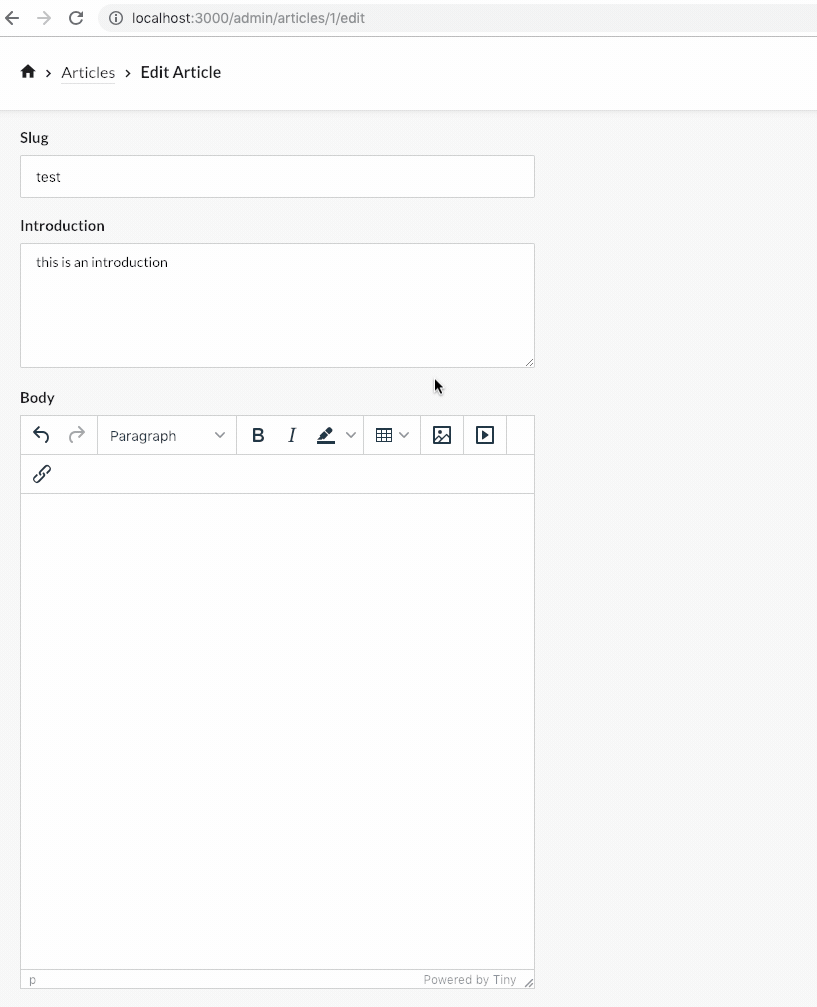 localhost:3000/admin/articles/1/edit
Articles › Edit Article
Slug
test
Introduction
this is an introduction
Body
Paragraph B I
p Powered by Tiny